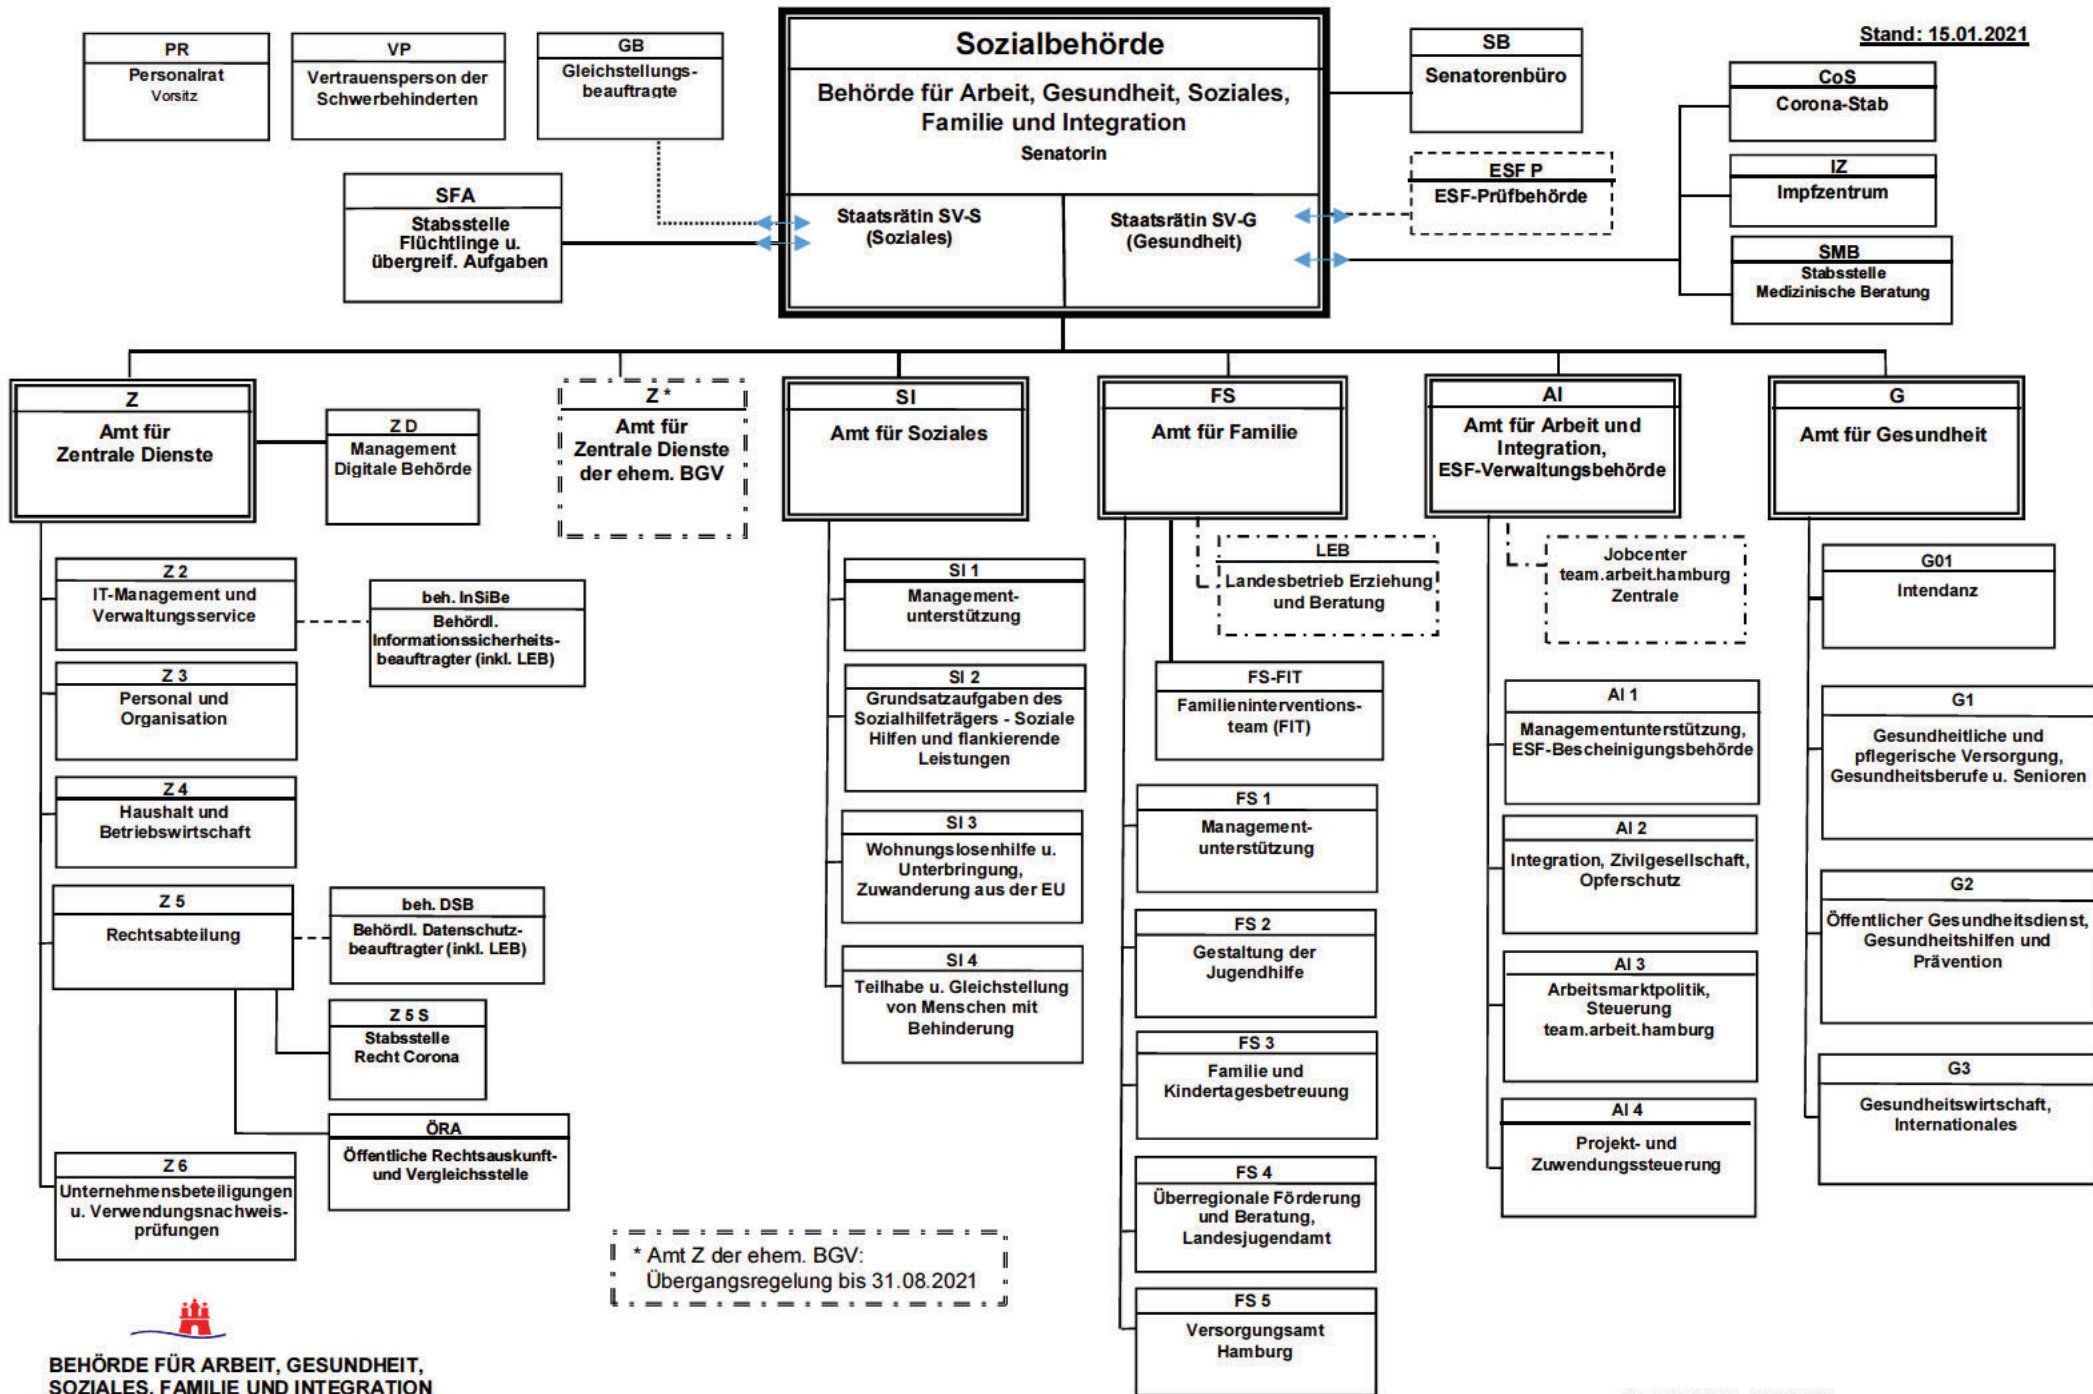 Stand: 15.01.2021
PR
Personalrat
Vorsitz
VP
Vertrauensperson der
Schwerbehinderten
GB
Gleichstellungs-
beauftragte
Sozialbehörde
Behörde für Arbeit, Gesundheit, Soziales,
Familie und Integration
Senatorin
Staatsrätin SV-S
(Soziales)
Staatsrätin SV-G
(Gesundheit)
SB
Senatorenbüro
ESF P
ESF-Prüfbehörde
CoS
Corona-Stab
IZ
Impfzentrum
SMB
Stabsstelle
Medizinische Beratung
SFA
Stabsstelle
Flüchtlinge u.
übergreif. Aufgaben
Z
Amt für
Zentrale Dienste
Z D
Management
Digitale Behörde
Z *
Amt für
Zentrale Dienste
der ehem. BGV
SI
Amt für Soziales
FS
Amt für Familie
AI
Amt für Arbeit und
Integration,
ESF-Verwaltungsbehörde
G
Amt für Gesundheit
Z 2
IT-Management und
Verwaltungsservice
beh. InSiBe
Behördl.
Informationssicherheits-
beauftragter (inkl. LEB)
Z 3
Personal und
Organisation
Z 4
Haushalt und
Betriebswirtschaft
Z 5
Rechtsabteilung
beh. DSB
Behördl. Datenschutz-
beauftragter (inkl. LEB)
Z 5 S
Stabsstelle
Recht Corona
ÖRA
Öffentliche Rechtsauskunft-
und Vergleichsstelle
Z 6
Unternehmensbeteiligungen
u. Verwendungsnachweis-
prüfungen
SI 1
Management-
unterstützung
SI 2
Grundsatzaufgaben des
Sozialhilfeträgers - Soziale
Hilfen und flankierende
Leistungen
SI 3
Wohnungslosenhilfe u.
Unterbringung,
Zuwanderung aus der EU
SI 4
Teilhabe u. Gleichstellung
von Menschen mit
Behinderung
LEB
Landesbetrieb Erziehung
und Beratung
FS-FIT
Familieninterventions-
team (FIT)
FS 1
Management-
unterstützung
FS 2
Gestaltung der
Jugendhilfe
FS 3
Familie und
Kindertagesbetreuung
FS 4
Überregionale Förderung
und Beratung,
Landesjugendamt
FS 5
Versorgungsamt
Hamburg
Jobcenter
team.arbeit.hamburg
Zentrale
AI 1
Managementunterstützung,
ESF-Bescheinigungsbehörde
AI 2
Integration, Zivilgesellschaft,
Opferschutz
AI 3
Arbeitsmarktpolitik,
Steuerung
team.arbeit.hamburg
AI 4
Projekt- und
Zuwendungssteuerung
G01
Intendanz
G1
Gesundheitliche und
pflegerische Versorgung,
Gesundheitsberufe u. Senioren
G2
Öffentlicher Gesundheitsdienst,
Gesundheitshilfen und
Prävention
G3
Gesundheitswirtschaft,
Internationales
* Amt Z der ehem. BGV:
Übergangsregelung bis 31.08.2021
BEHÖRDE FÜR ARBEIT, GESUNDHEIT,
SOZIALES, FAMILIE UND INTEGRATION